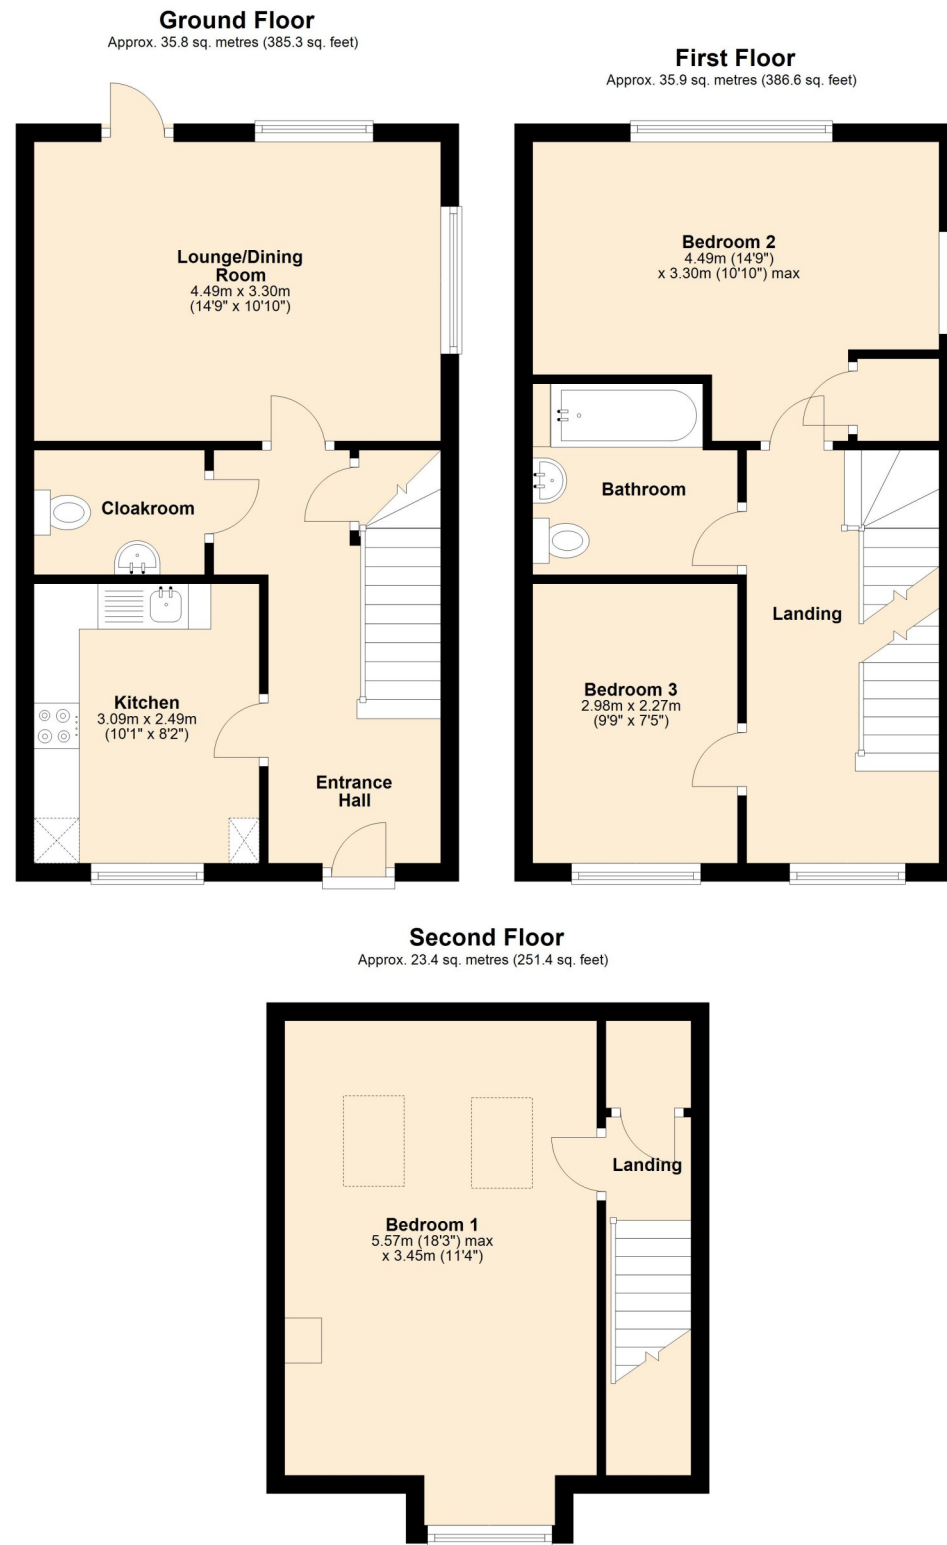 Ground Floor
Approx. 35.8 sq. metres (385.3 sq. feet)
Lounge/Dining
Room
4.49m x 3.30m
(14'9" x 10'10")
Cloakroom
Kitchen
3.09m x 2.49m
(10'1" x 8'2")
Entrance
Hall
First Floor
Approx. 35.9 sq. metres (386.6 sq. feet)
Bedroom 2
4.49m (14'9")
x 3.30m (10'10") max
Bathroom
Landing
Bedroom 3
2.98m x 2.27m
(9'9" x 7'5")
Second Floor
Approx. 23.4 sq. metres (251.4 sq. feet)
Landing
Bedroom 1
5.57m (18'3") max
x 3.45m (11'4")